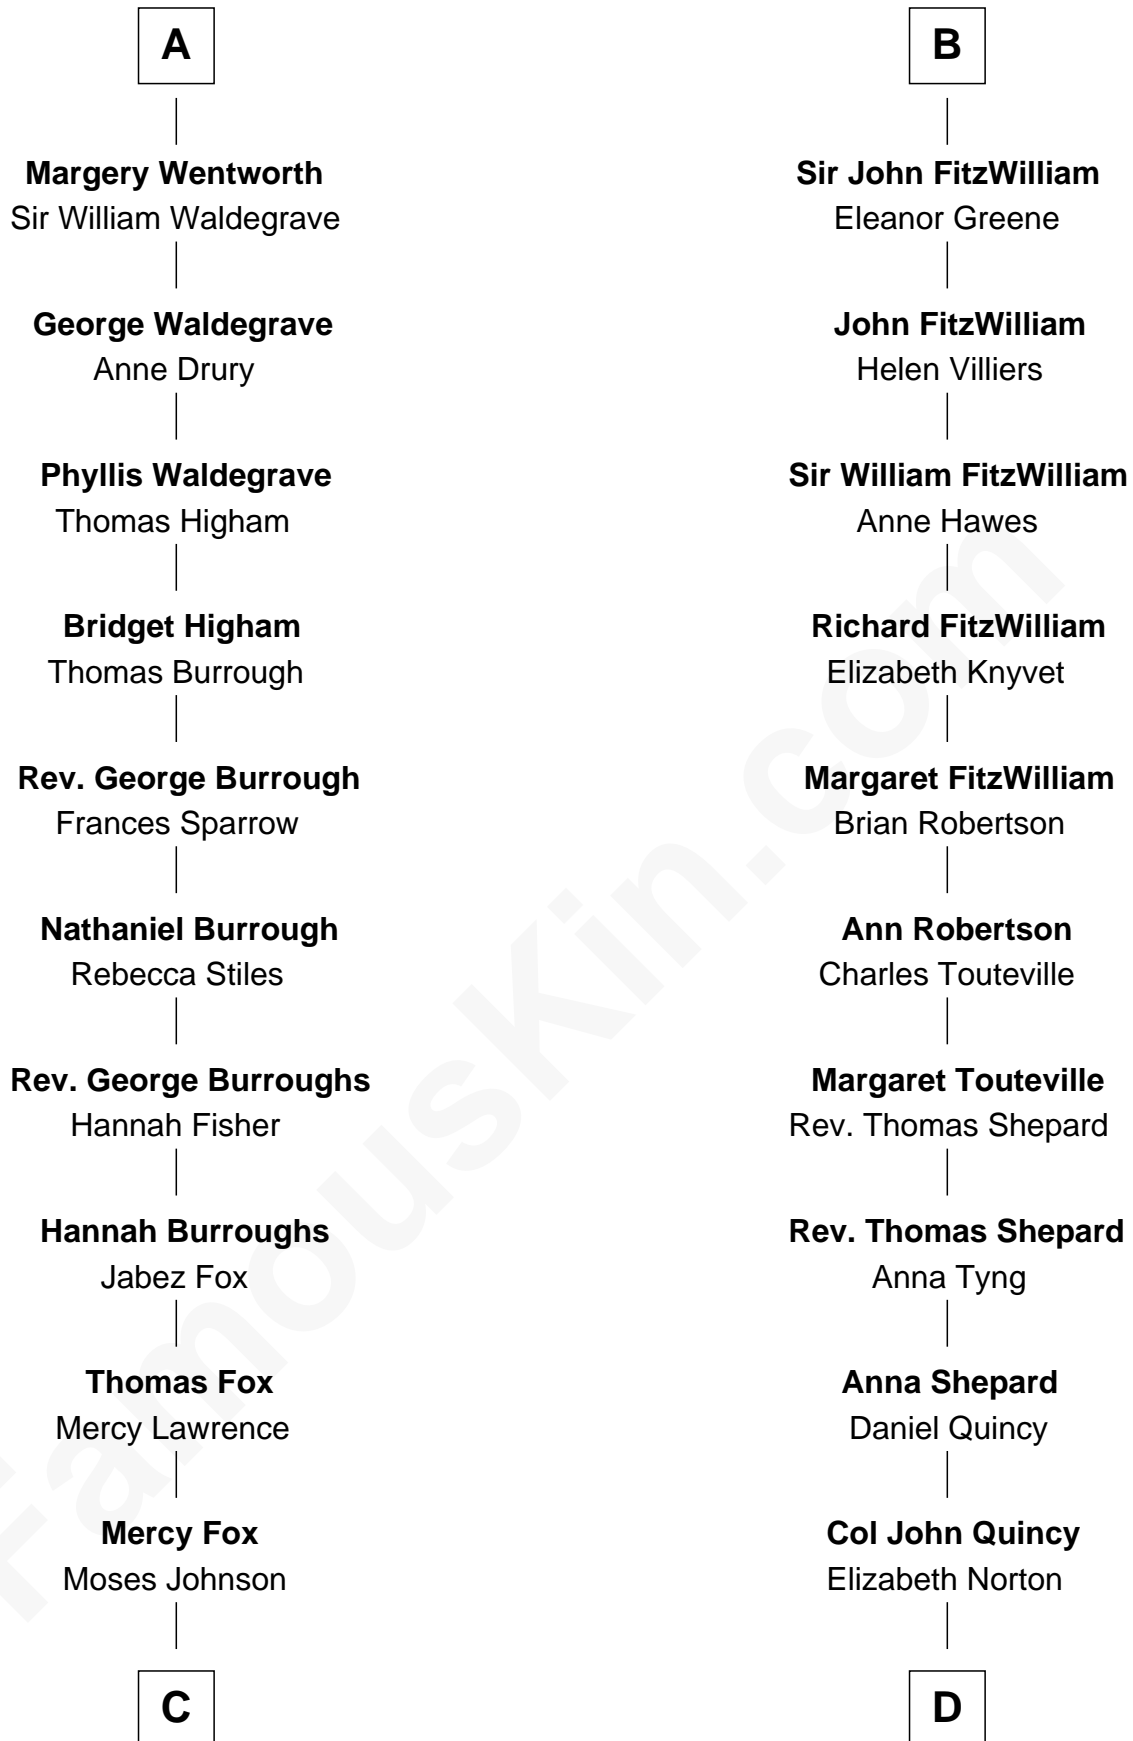 A
Margery Wentworth
Sir William Waldegrave
George Waldegrave
Anne Drury
Phyllis Waldegrave
Thomas Higham
Bridget Higham
Thomas Burrough
Rev. George Burrough
Frances Sparrow
Nathaniel Burrough
Rebecca Stiles
Rev. George Burroughs
Hannah Fisher
Hannah Burroughs
Jabez Fox
Thomas Fox
Mercy Lawrence
Mercy Fox
Moses Johnson
C
B
Sir John FitzWilliam
Eleanor Greene
John FitzWilliam
Helen Villiers
Sir William FitzWilliam
Anne Hawes
Richard FitzWilliam
Elizabeth Knyvet
Margaret FitzWilliam
Brian Robertson
Ann Robertson
Charles Touteville
Margaret Touteville
Rev. Thomas Shepard
Rev. Thomas Shepard
Anna Tyng
Anna Shepard
Daniel Quincy
Col John Quincy
Elizabeth Norton
D
FamousKin.com